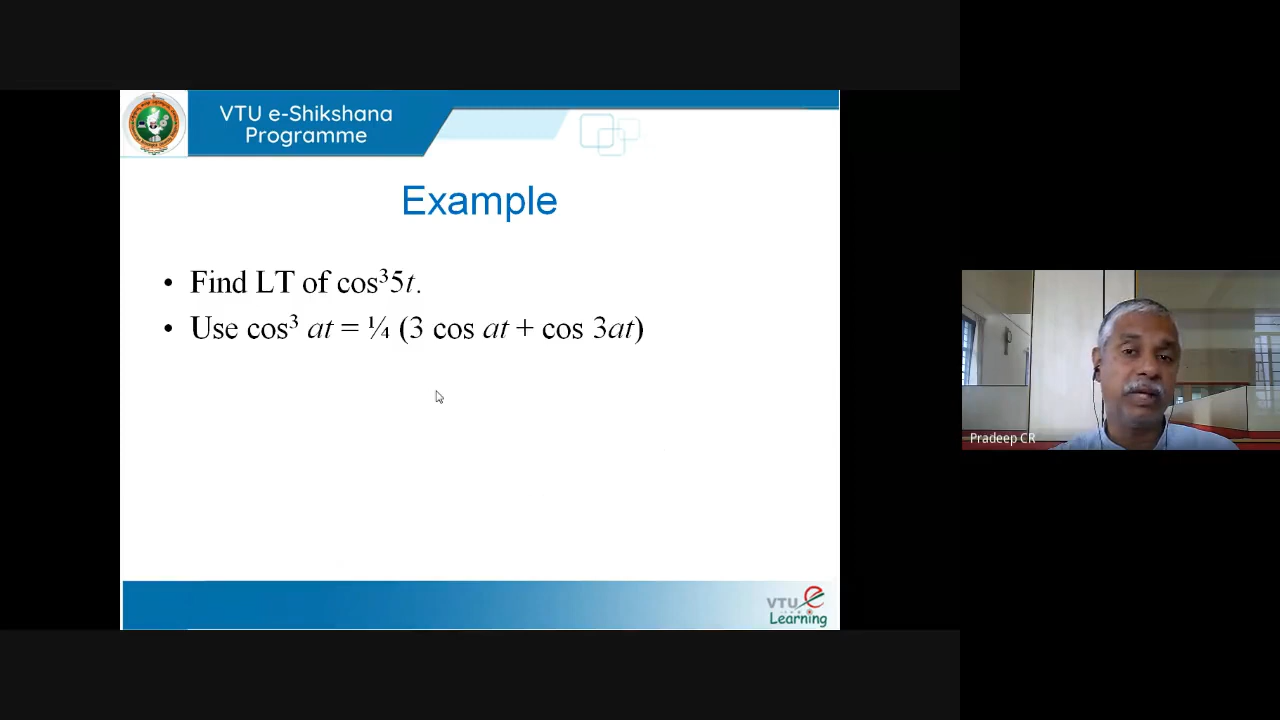 VTU e-Shikshana
Programme
Example
• Find LT of cos³5t.
• Use cos³ at = ¼ (3 cos at + cos 3at)
Pradeep CR
VTU e
Learning